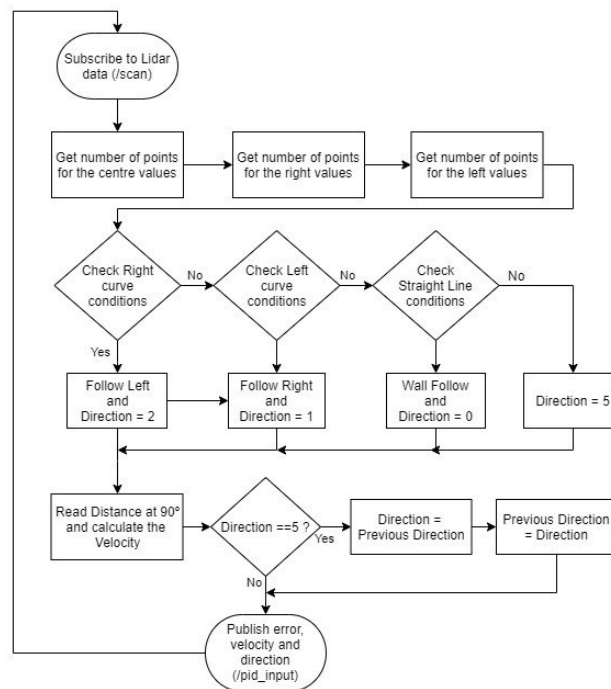 Subscribe to Lidar
data (/scan)
Get number of points
for the centre values
Get number of points
for the right values
Get number of points
for the left values
Check Right
curve
conditions
No
Check Left
curve
conditions
No
Check
Straight Line
conditions
No
Yes
Follow Left
and
Direction = 2
Follow Right
and
Direction = 1
Wall Follow
and
Direction = 0
Direction = 5
Read Distance at 90º
and calculate the
Velocity
Direction ==5 ?
Yes
Direction =
Previous Direction
Previous Direction
= Direction
No
Publish error,
velocity and
direction
(/pid_input)